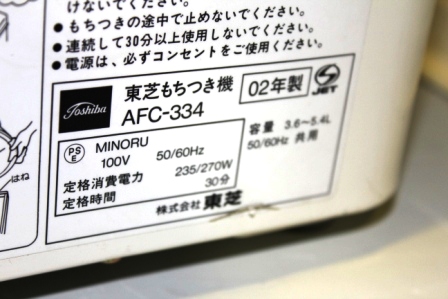 けないでください。
●もちつきの途中で止めないでください。
●連続して30分以上使用しないでください。
●電源は、必ずコンセントをご使用ください。
Toshiba
東芝もちつき機
AFC-334
02年製
JET
PSE
MINORU
100V 50/60Hz
定格消費電力 235/270W
定格時間 30分
容量 3.6～5.4L
50/60Hz 共用
株式会社 東芝
はね